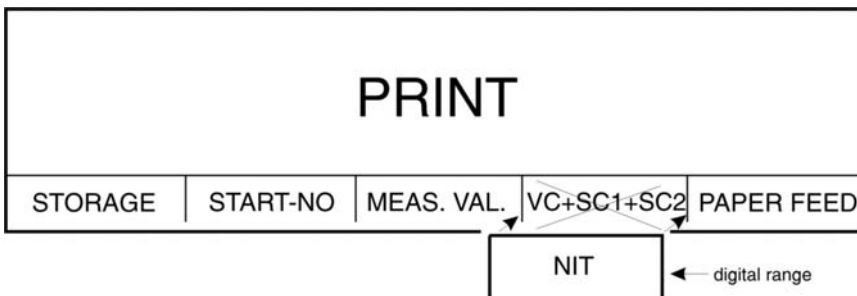 PRINT
STORAGE START-NO MEAS. VAL. VC+SC1+SC2 PAPER FEED
NIT
digital range